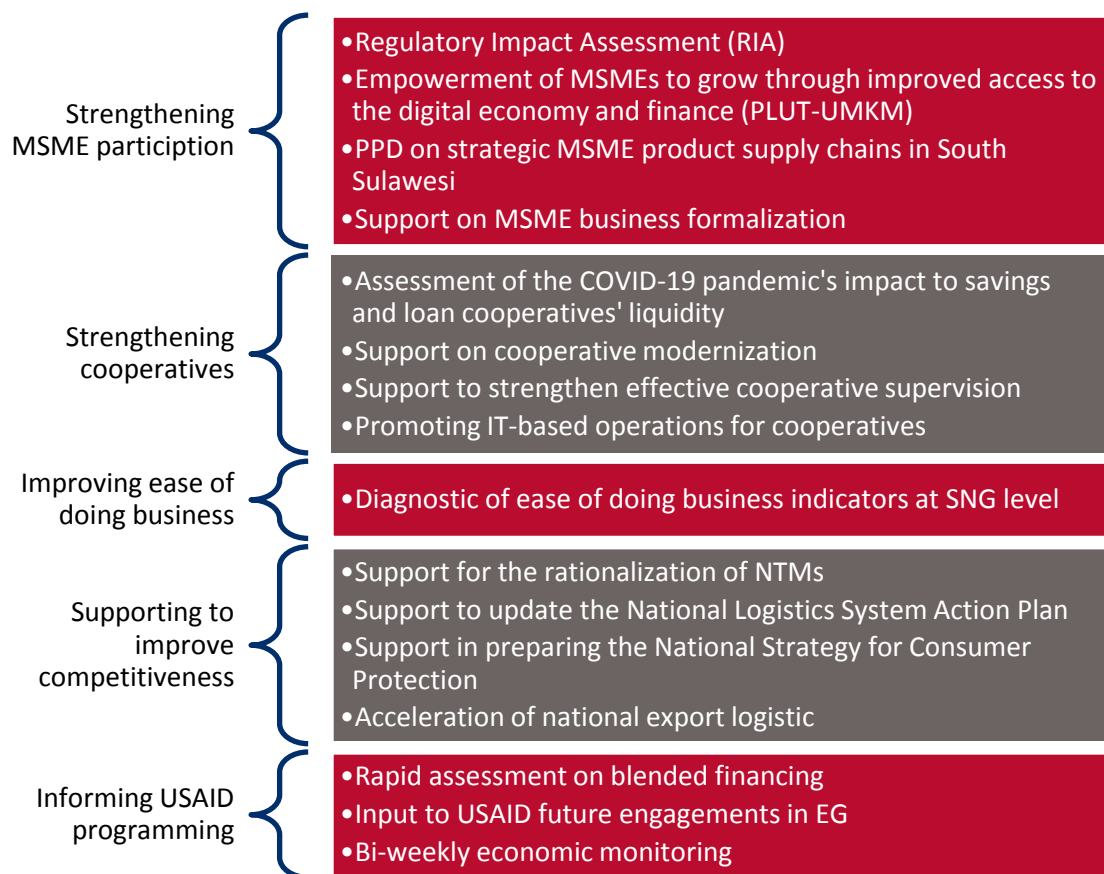 Strengthening
MSME particiption
•Regulatory Impact Assessment (RIA)
•Empowerment of MSMEs to grow through improved access to
the digital economy and finance (PLUT-UMKM)
•PPD on strategic MSME product supply chains in South
Sulawesi
•Support on MSME business formalization
Strengthening
cooperatives
•Assessment of the COVID-19 pandemic's impact to savings
and loan cooperatives' liquidity
•Support on cooperative modernization
•Support to strengthen effective cooperative supervision
•Promoting IT-based operations for cooperatives
Improving ease of
doing business
•Diagnostic of ease of doing business indicators at SNG level
Supporting to
improve
competitiveness
•Support for the rationalization of NTMs
•Support to update the National Logistics System Action Plan
•Support in preparing the National Strategy for Consumer
Protection
•Acceleration of national export logistic
Informing USAID
programming
•Rapid assessment on blended financing
•Input to USAID future engagements in EG
•Bi-weekly economic monitoring